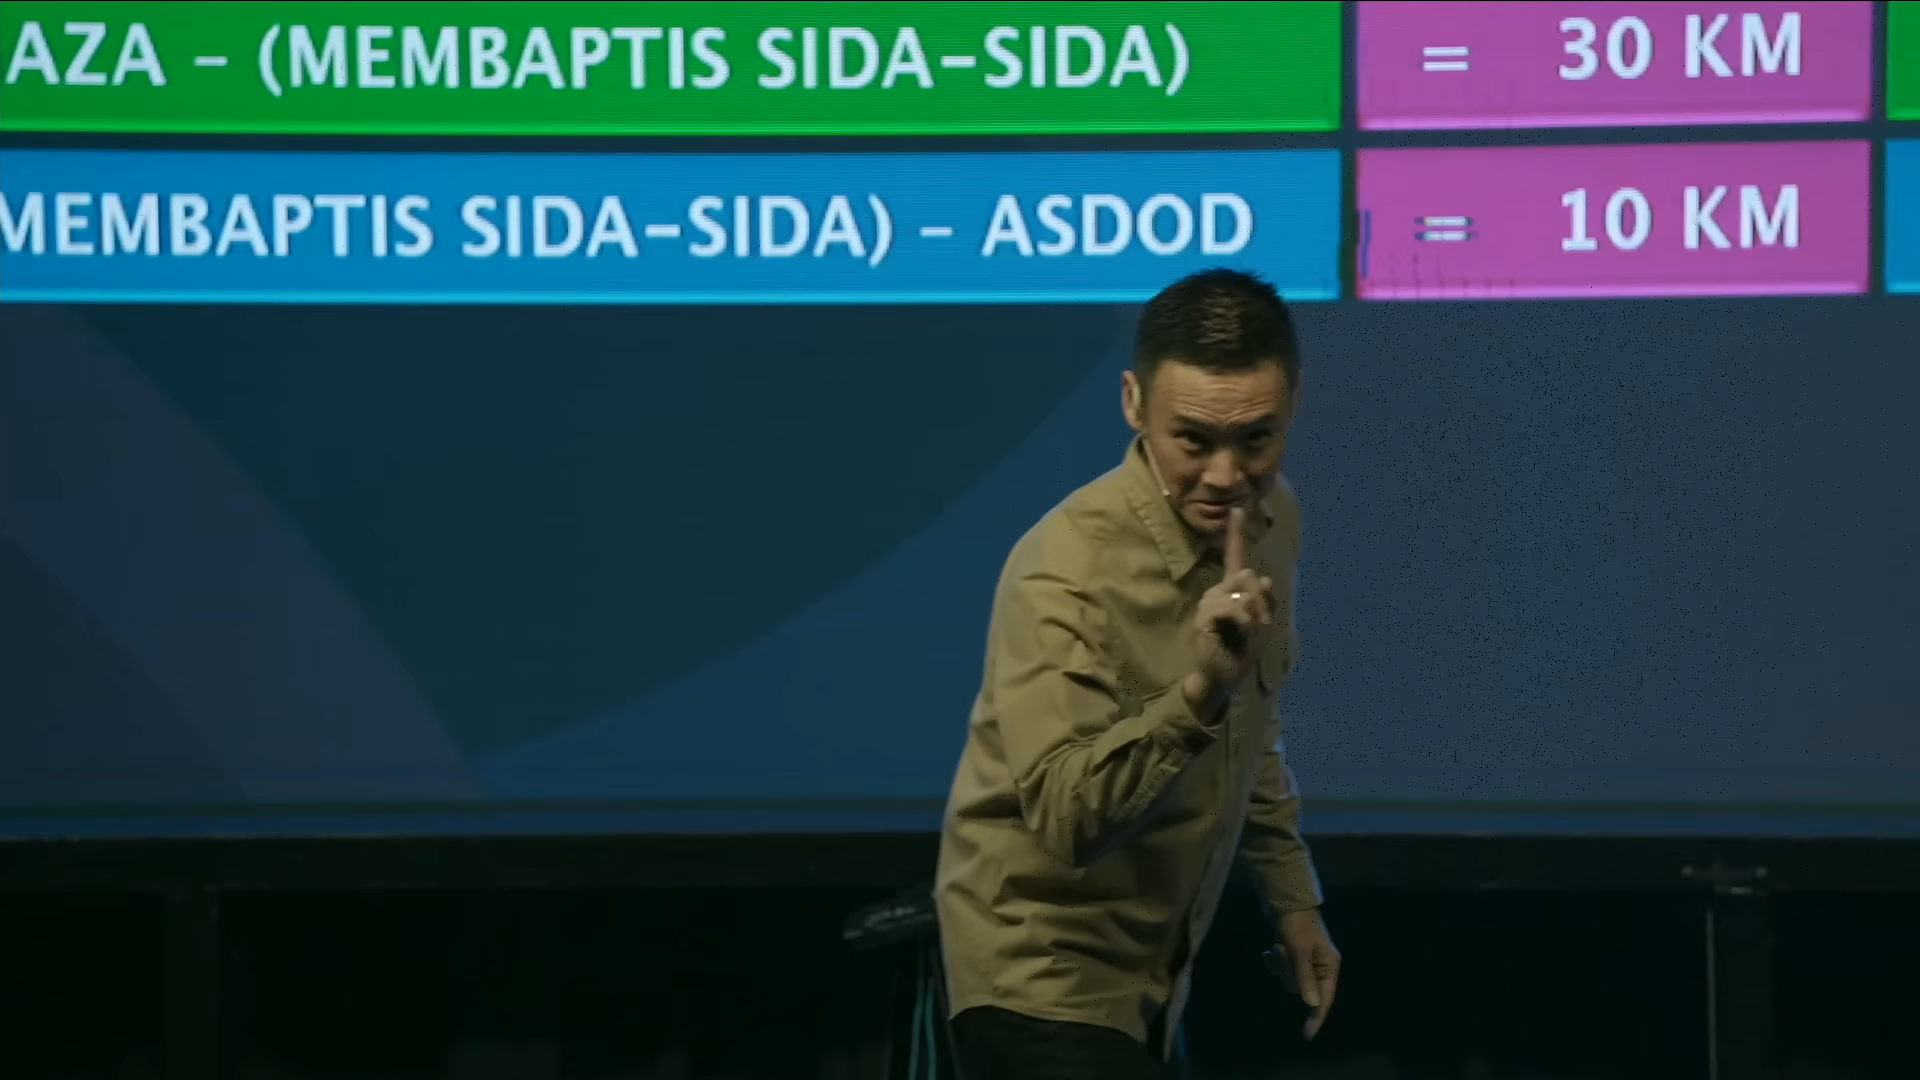 AZA – (MEMBAPTIS SIDA-SIDA) = 30 KM
MEMBAPTIS SIDA-SIDA) – ASDOD = 10 KM